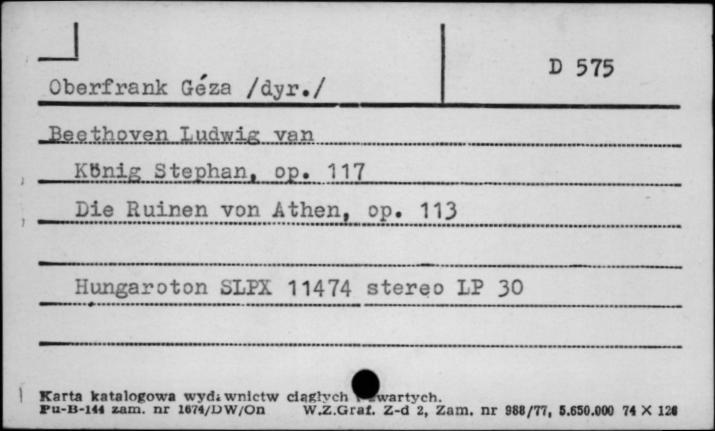 D 575
Oberfrank Géza /dyr./
Beethoven Ludwig van
König Stephan, op. 117
Die Ruinen von Athen, op. 113
Hungaroton SLPX 11474 stereo LP 30
Karta katalogowa wydawnictw ciągłych zwartych.
Pu-B-144 zam. nr 1674/DW/On W.Z.Graf. Z-d 2, Zam. nr 988/77, 5.650.000 74 X 126